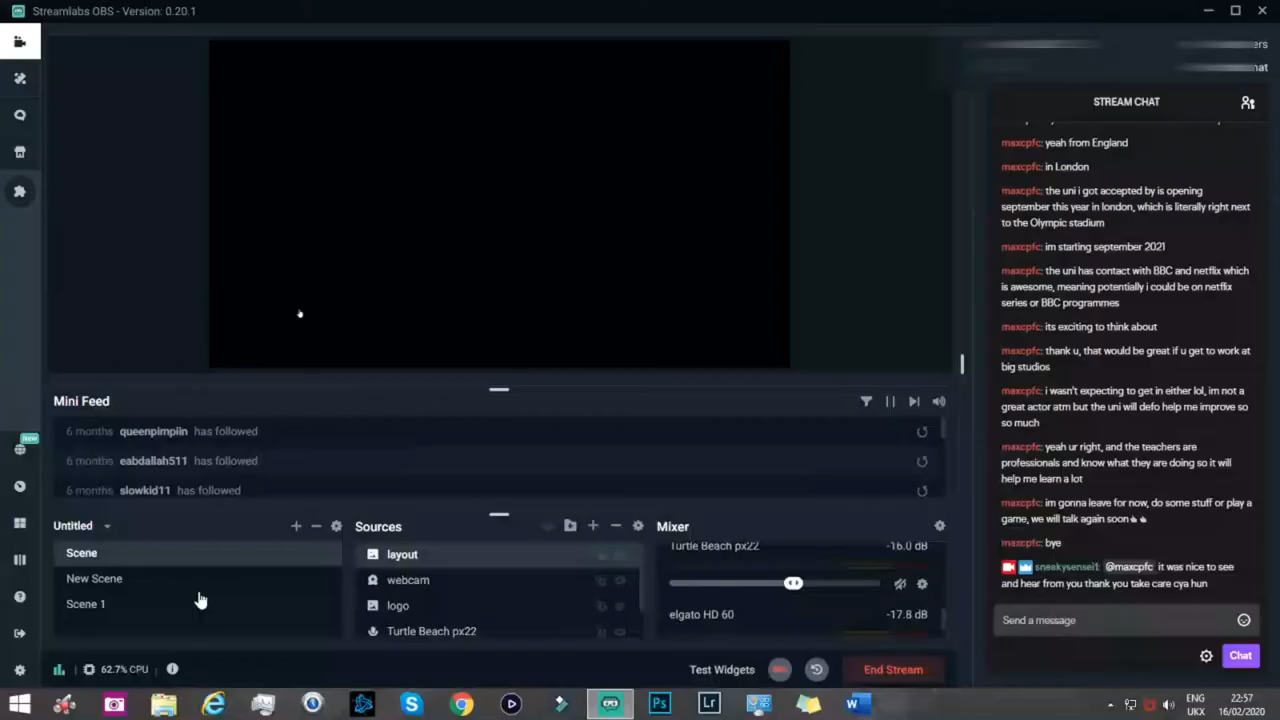 Streamlabs OBS - Version: 0.20.1
ers
hat
STREAM CHAT
maxcpfc: yeah from England
maxcpfc: in London
maxcpfc: the uni i got accepted by is opening
september this year in london, which is literally right next
to the Olympic stadium
maxcpfc: im starting september 2021
maxcpfc: the uni has contact with BBC and netflix which
is awesome, meaning potentially i could be on netflix
series or BBC programmes
maxcpfc: its exciting to think about
maxcpfc: thank u, that would be great if u get to work at
big studios
maxcpfc: i wasn't expecting to get in either lol, im not a
great actor atm but the uni will defo help me improve so
so much
maxcpfc: yeah ur right, and the teachers are
professionals and know what they are doing so it will
help me learn a lot
maxcpfc: im gonna leave for now, do some stuff or play a
game, we will talk again soon
maxcpfc: bye
sneakysensei1: @maxcpfc it was nice to see
and hear from you thank you take care cya hun
Send a message
Chat
Mini Feed
6 months queenpimpiin has followed
6 months eabdallah511 has followed
6 months slowkid11 has followed
New
Untitled
Scene
New Scene
Scene 1
Sources
layout
webcam
logo
Turtle Beach px22
Mixer
Turtle Beach px22 -16.0 dB
elgato HD 60 -17.8 dB
62.7% CPU
Test Widgets
REC
End Stream
Ps
Lr
W
ENG
UKX
22:57
16/02/2020